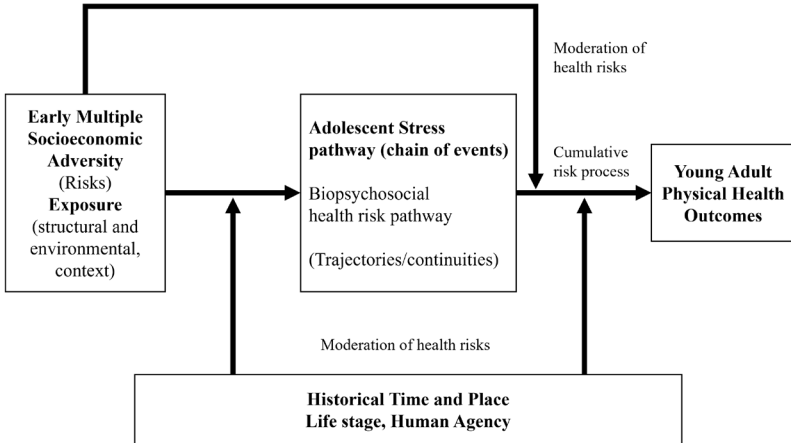 Moderation of
health risks
Early Multiple
Socioeconomic
Adversity
(Risks)
Exposure
(structural and
environmental,
context)
Adolescent Stress
pathway (chain of events)
Biopsychosocial
health risk pathway
(Trajectories/continuities)
Cumulative
risk process
Young Adult
Physical Health
Outcomes
Moderation of health risks
Historical Time and Place
Life stage, Human Agency